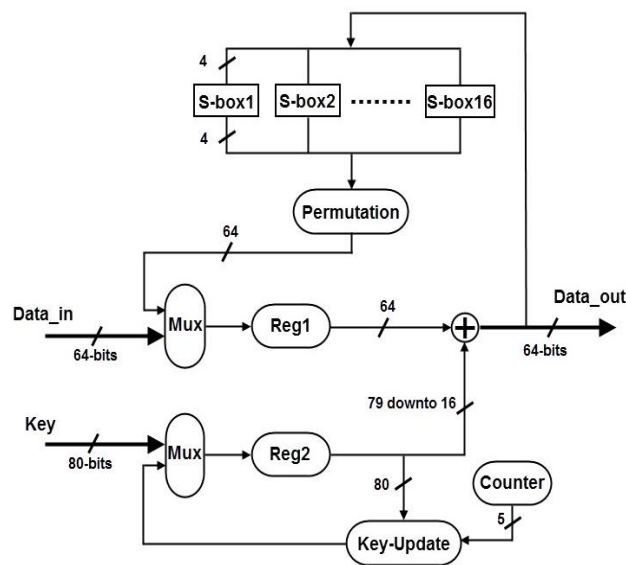 4
S-box1
S-box2
S-box16
4
Permutation
64
Data_in
64-bits
Mux
Reg1
64
+
Data_out
64-bits
79 downto 16
Key
80-bits
Mux
Reg2
80
Counter
5
Key-Update